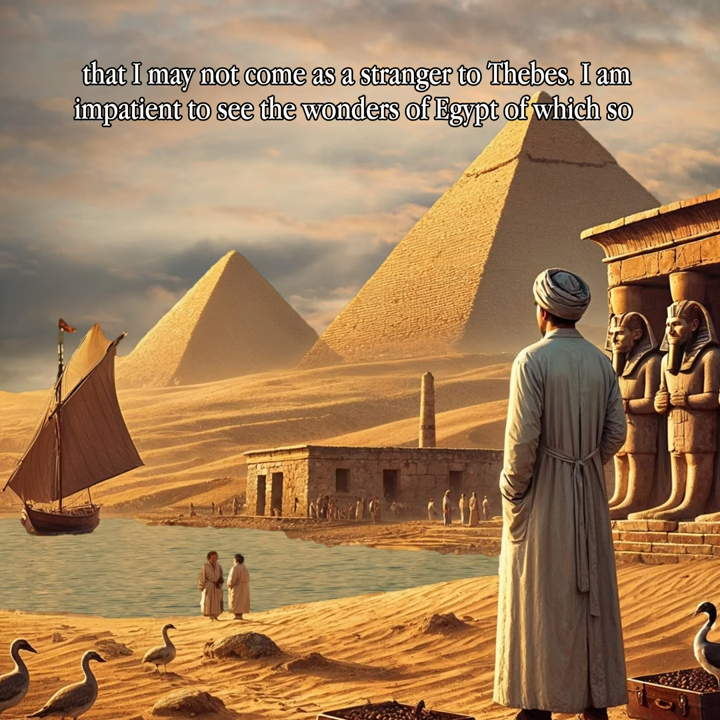 that I may not come as a stranger to Thebes. I am
impatient to see the wonders of Egypt of which so